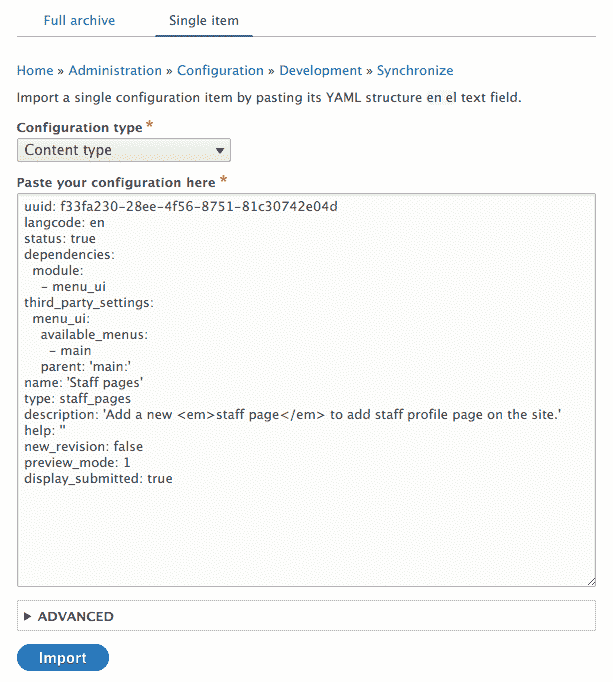 Full archive Single item
Home » Administration » Configuration » Development » Synchronize
Import a single configuration item by pasting its YAML structure en el text field.
Configuration type *
Content type
Paste your configuration here *
uuid: f33fa230-28ee-4f56-8751-81c30742e04d
langcode: en
status: true
dependencies:
  module:
    - menu_ui
third_party_settings:
  menu_ui:
    available_menus:
      - main
    parent: 'main:'
name: 'Staff pages'
type: staff_pages
description: 'Add a new <em>staff page</em> to add staff profile page on the site.'
help: ''
new_revision: false
preview_mode: 1
display_submitted: true
ADVANCED
Import